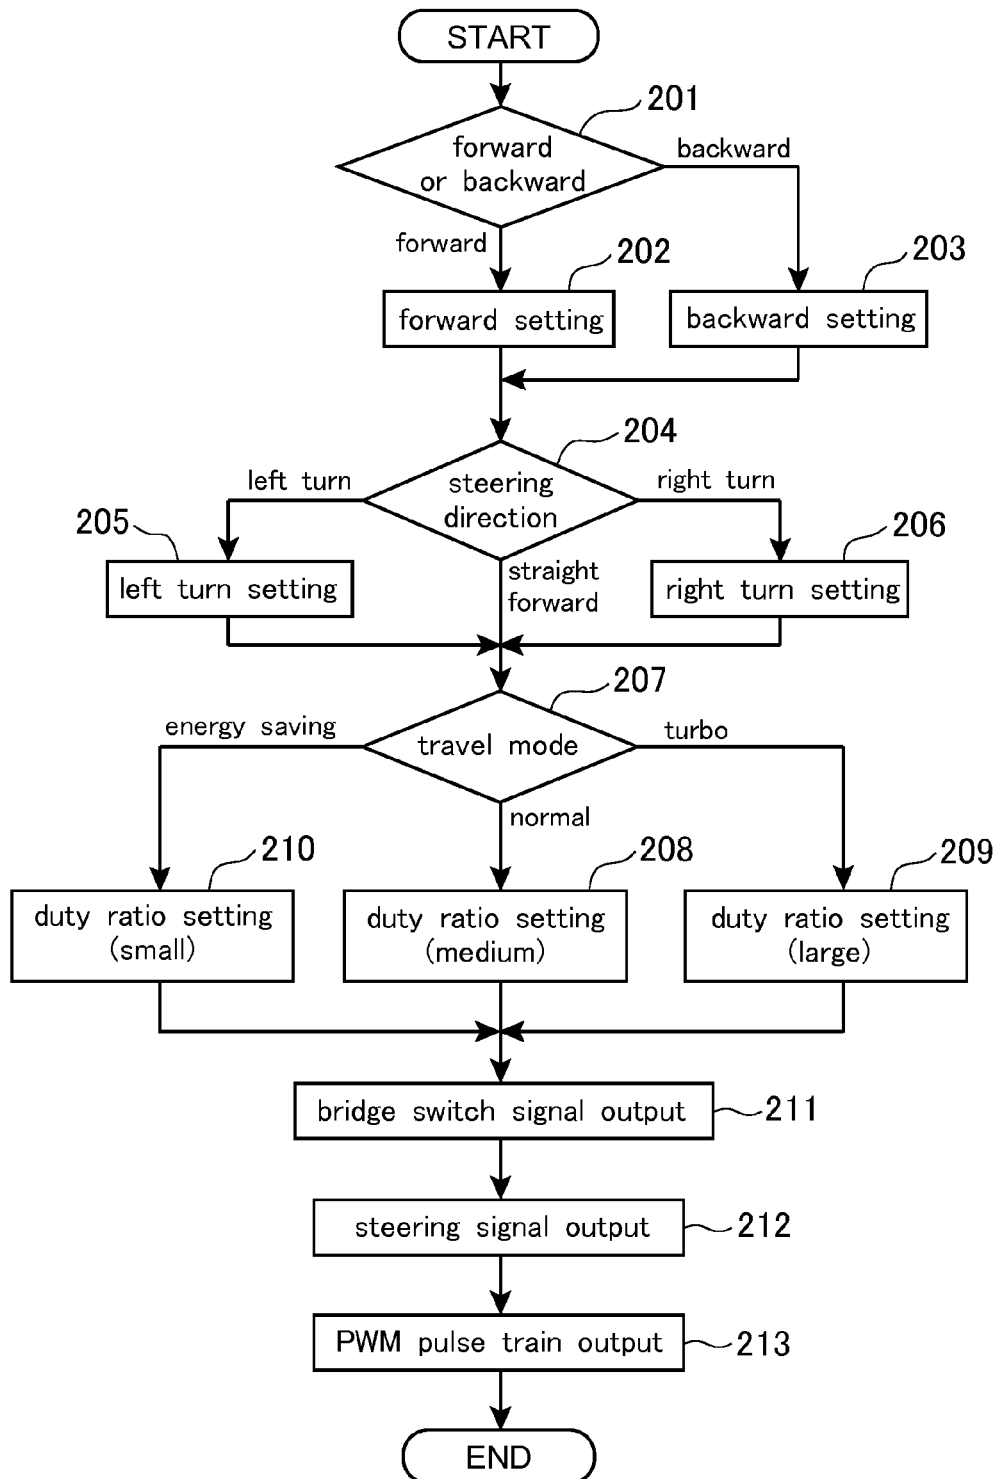 START
201
forward
or backward
backward
forward
202
203
forward setting
backward setting
204
left turn
steering
direction
right turn
205
206
left turn setting
straight
forward
right turn setting
207
energy saving
travel mode
turbo
normal
210
208
209
duty ratio setting
(small)
duty ratio setting
(medium)
duty ratio setting
(large)
bridge switch signal output
211
steering signal output
212
PWM pulse train output
213
END